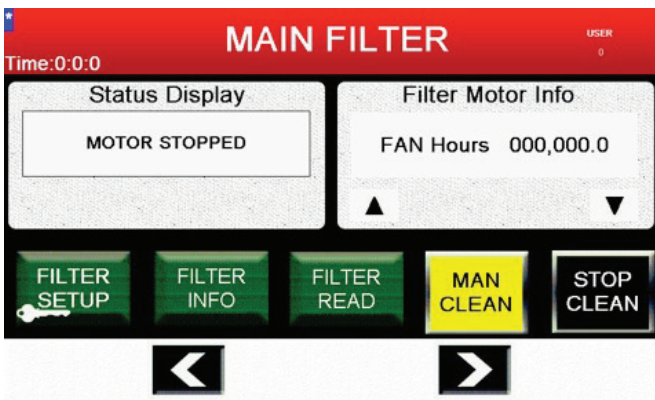 *
MAIN FILTER
USER
0
Time:0:0:0
Status Display
MOTOR STOPPED
Filter Motor Info
FAN Hours 000,000.0
▲ ▼
FILTER
SETUP
FILTER
INFO
FILTER
READ
MAN
CLEAN
STOP
CLEAN